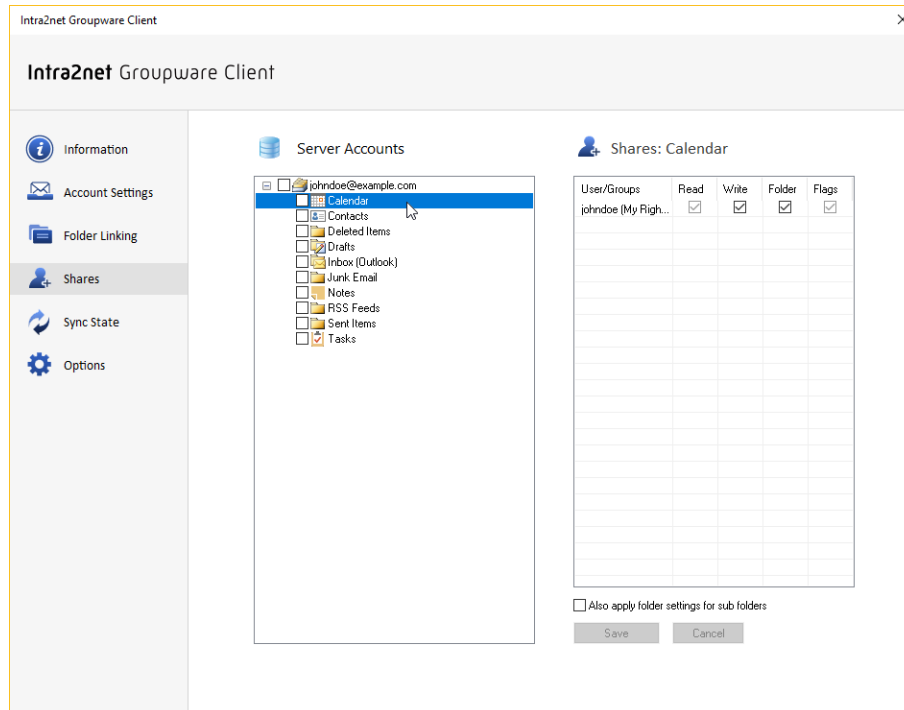 Intra2net Groupware Client
Intra2net Groupware Client
Information
Account Settings
Folder Linking
Shares
Sync State
Options
Server Accounts
johndoe@example.com
Calendar
Contacts
Deleted Items
Drafts
Inbox (Outlook)
Junk Email
Notes
RSS Feeds
Sent Items
Tasks
Shares: Calendar
User/Groups Read Write Folder Flags
johndoe (My Righ...
Also apply folder settings for sub folders
Save Cancel